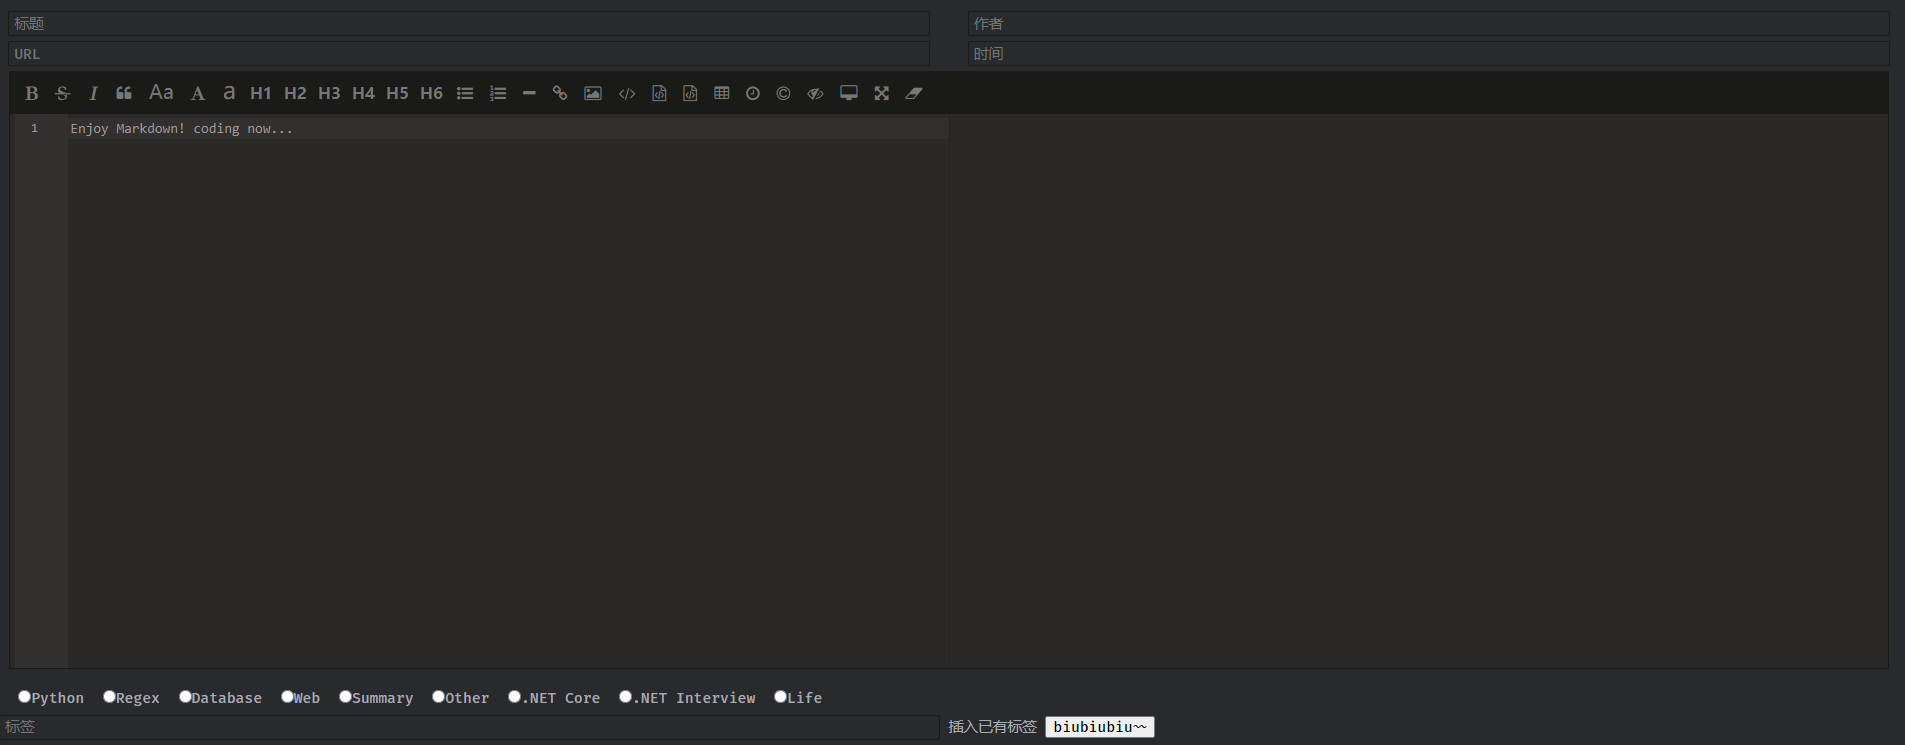 标题 作者
URL 时间
B S I Aa A a H1 H2 H3 H4 H5 H6
1 Enjoy Markdown! coding now...
Python Regex Database Web Summary Other .NET Core .NET Interview Life
标签 插入已有标签 biubiubiu~~